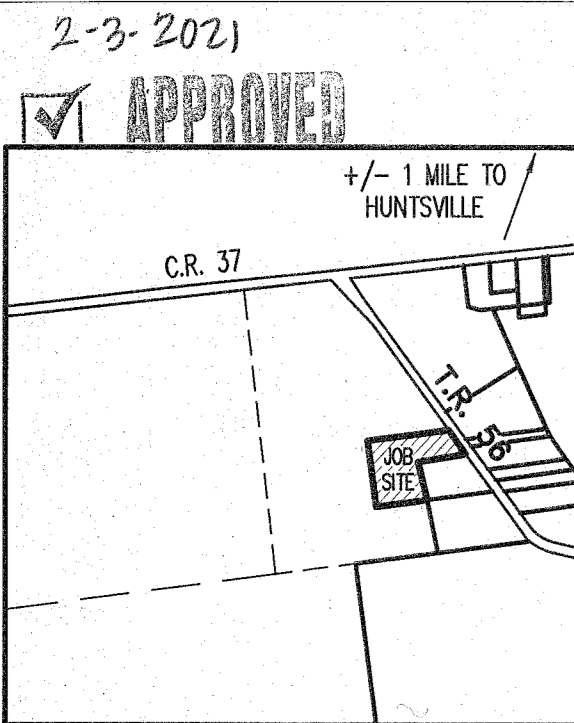 2-3-2021
APPROVED
+/- 1 MILE TO
HUNTSVILLE
C.R. 37
T.R. 56
JOB
SITE